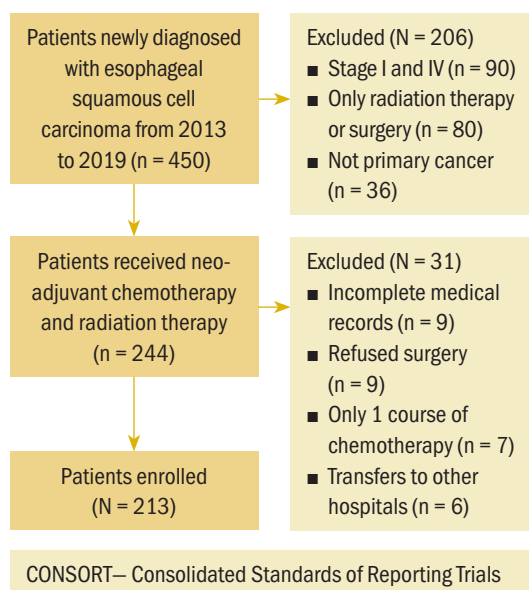 Patients newly diagnosed
with esophageal
squamous cell
carcinoma from 2013
to 2019 (n = 450)
Excluded (N = 206)
■ Stage I and IV (n = 90)
■ Only radiation therapy
or surgery (n = 80)
■ Not primary cancer
(n = 36)
Patients received neo-
adjuvant chemotherapy
and radiation therapy
(n = 244)
Excluded (N = 31)
■ Incomplete medical
records (n = 9)
■ Refused surgery
(n = 9)
■ Only 1 course of
chemotherapy (n = 7)
■ Transfers to other
hospitals (n = 6)
Patients enrolled
(N = 213)
CONSORT— Consolidated Standards of Reporting Trials